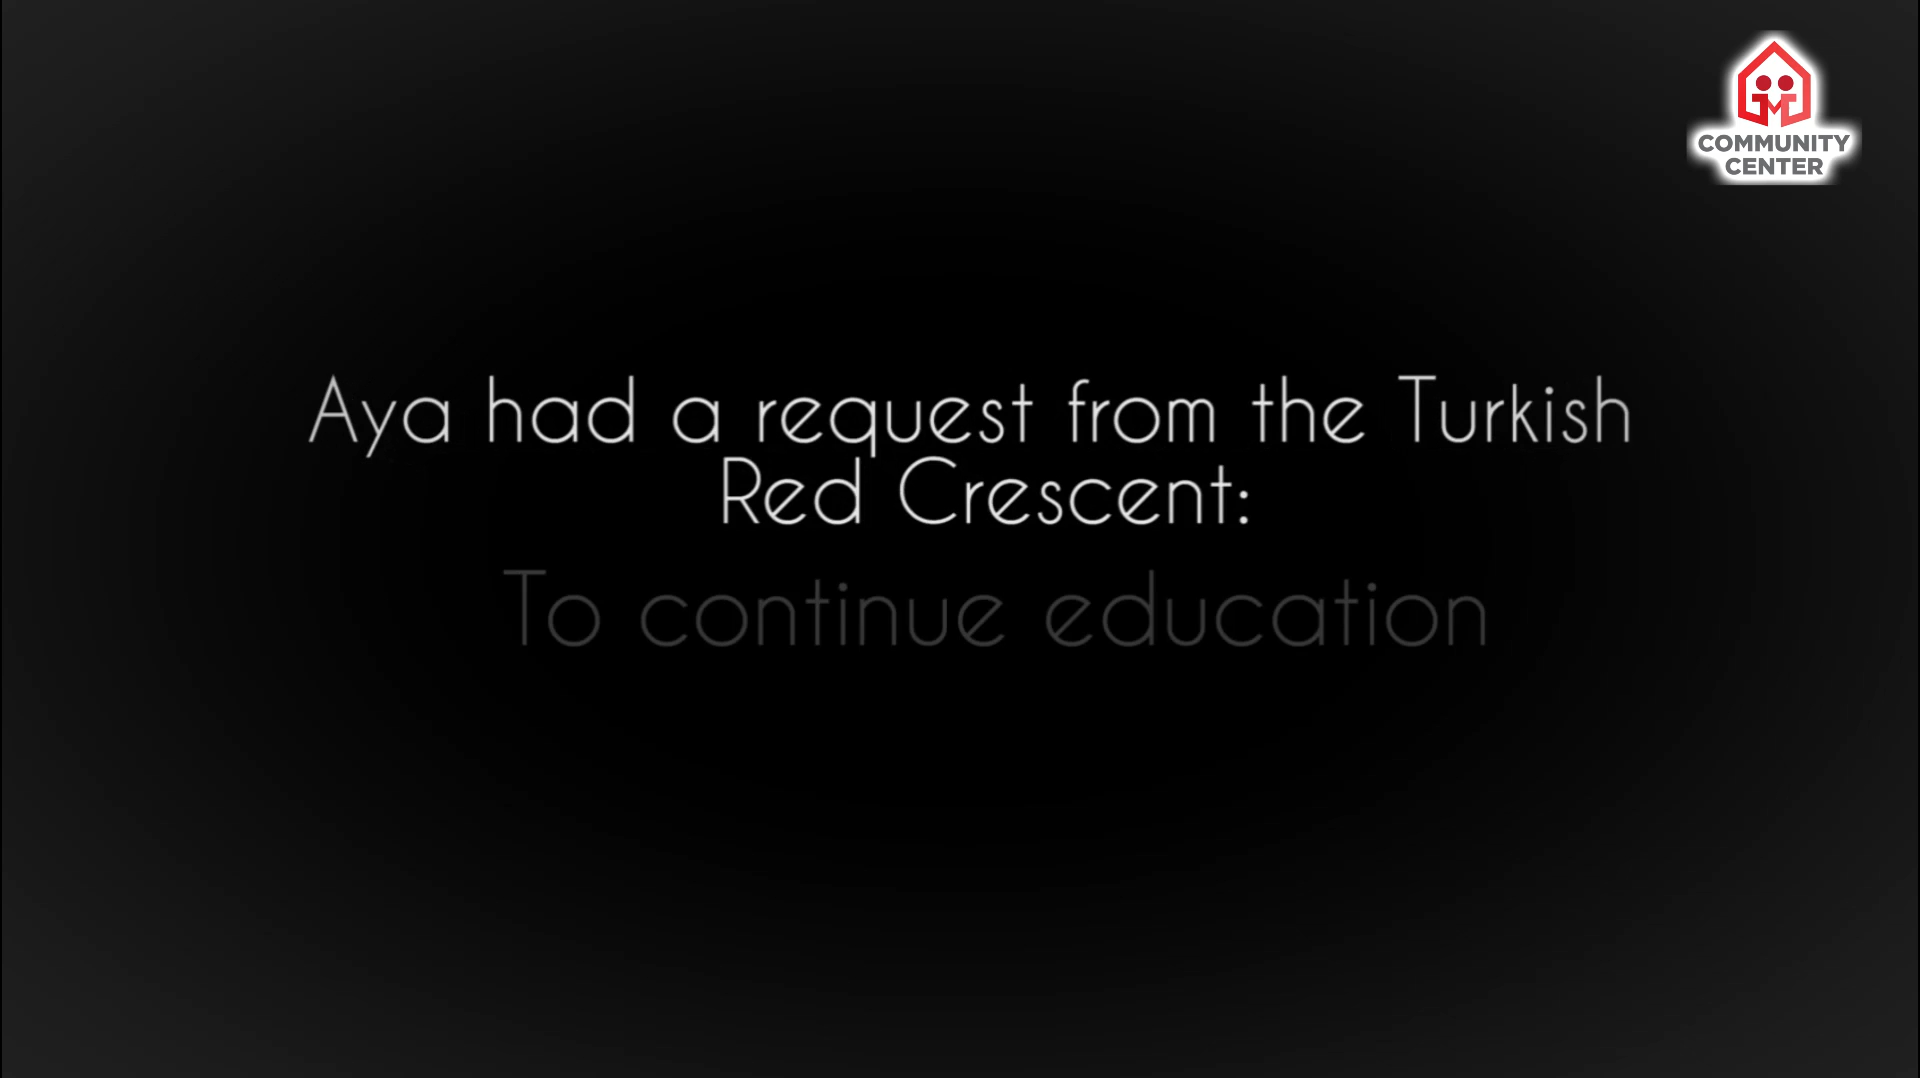 COMMUNITY
CENTER
Aya had a request from the Turkish
Red Crescent:
To continue education